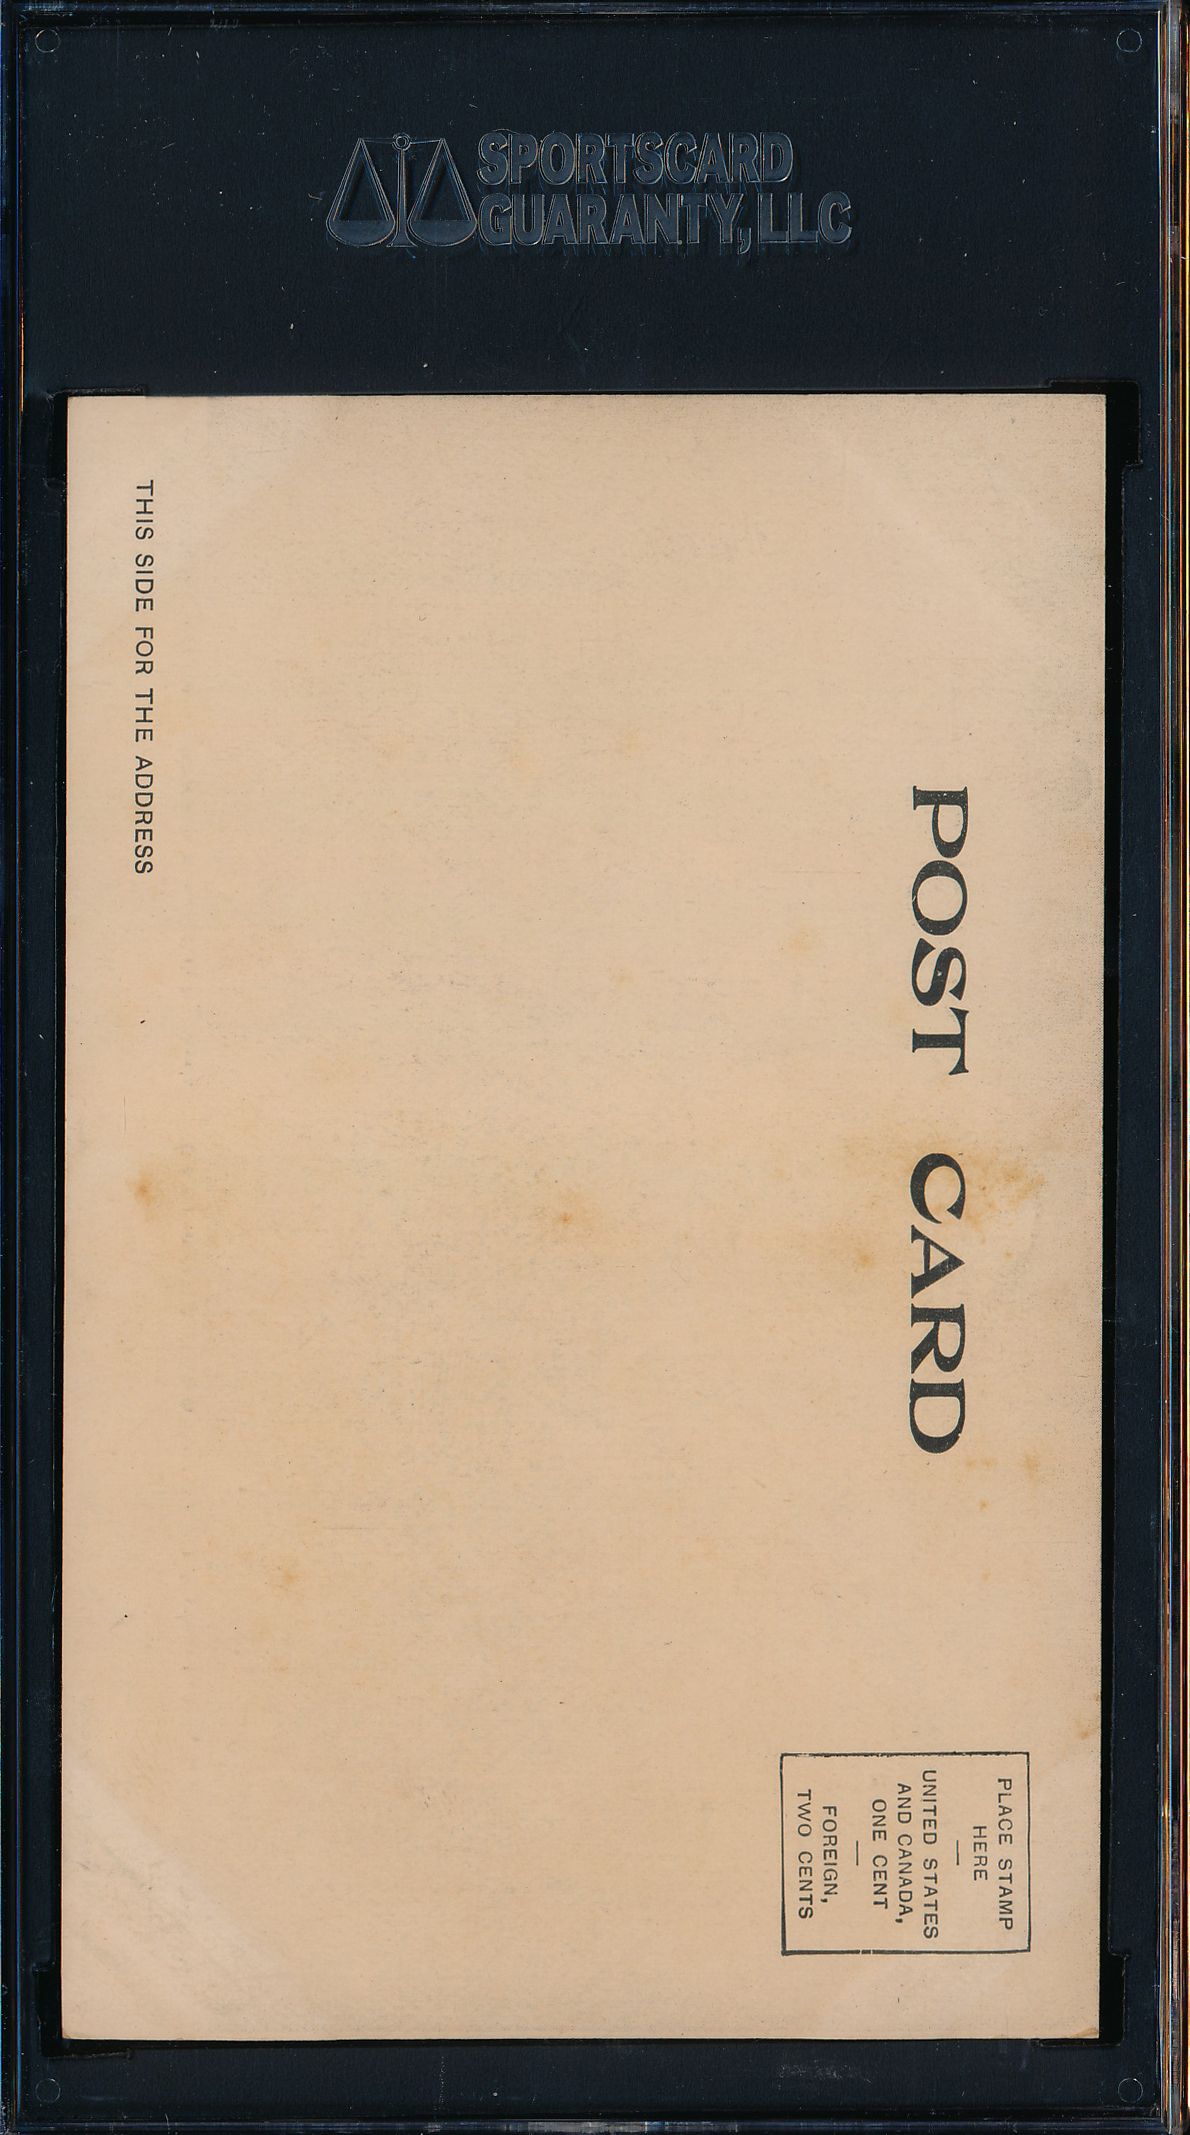 SPORTSCARD
GUARANTY, LLC
POST CARD
PLACE STAMP
HERE
—
UNITED STATES
AND CANADA,
ONE CENT
—
FOREIGN,
TWO CENTS
THIS SIDE FOR THE ADDRESS